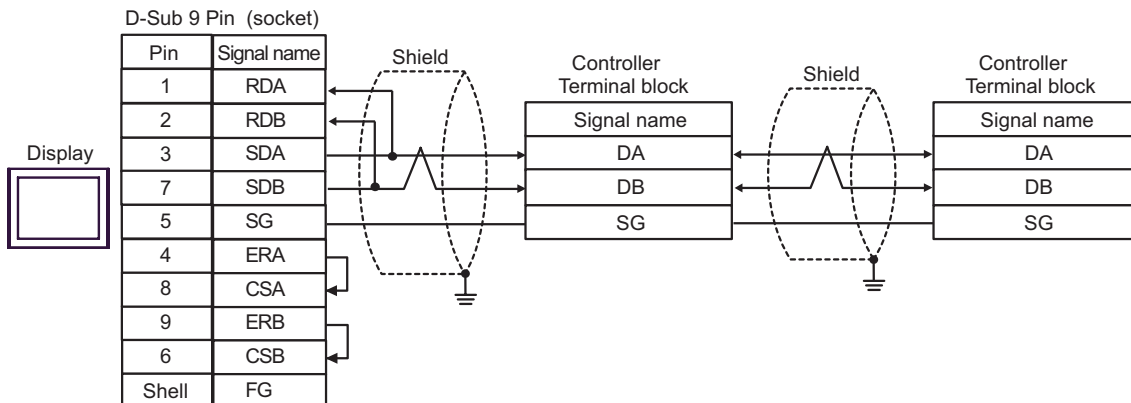 D-Sub 9 Pin (socket)
Pin Signal name
1 RDA
2 RDB
3 SDA
7 SDB
5 SG
4 ERA
8 CSA
9 ERB
6 CSB
Shell FG
Display
Shield
Controller
Terminal block
Signal name
DA
DB
SG
Shield
Controller
Terminal block
Signal name
DA
DB
SG